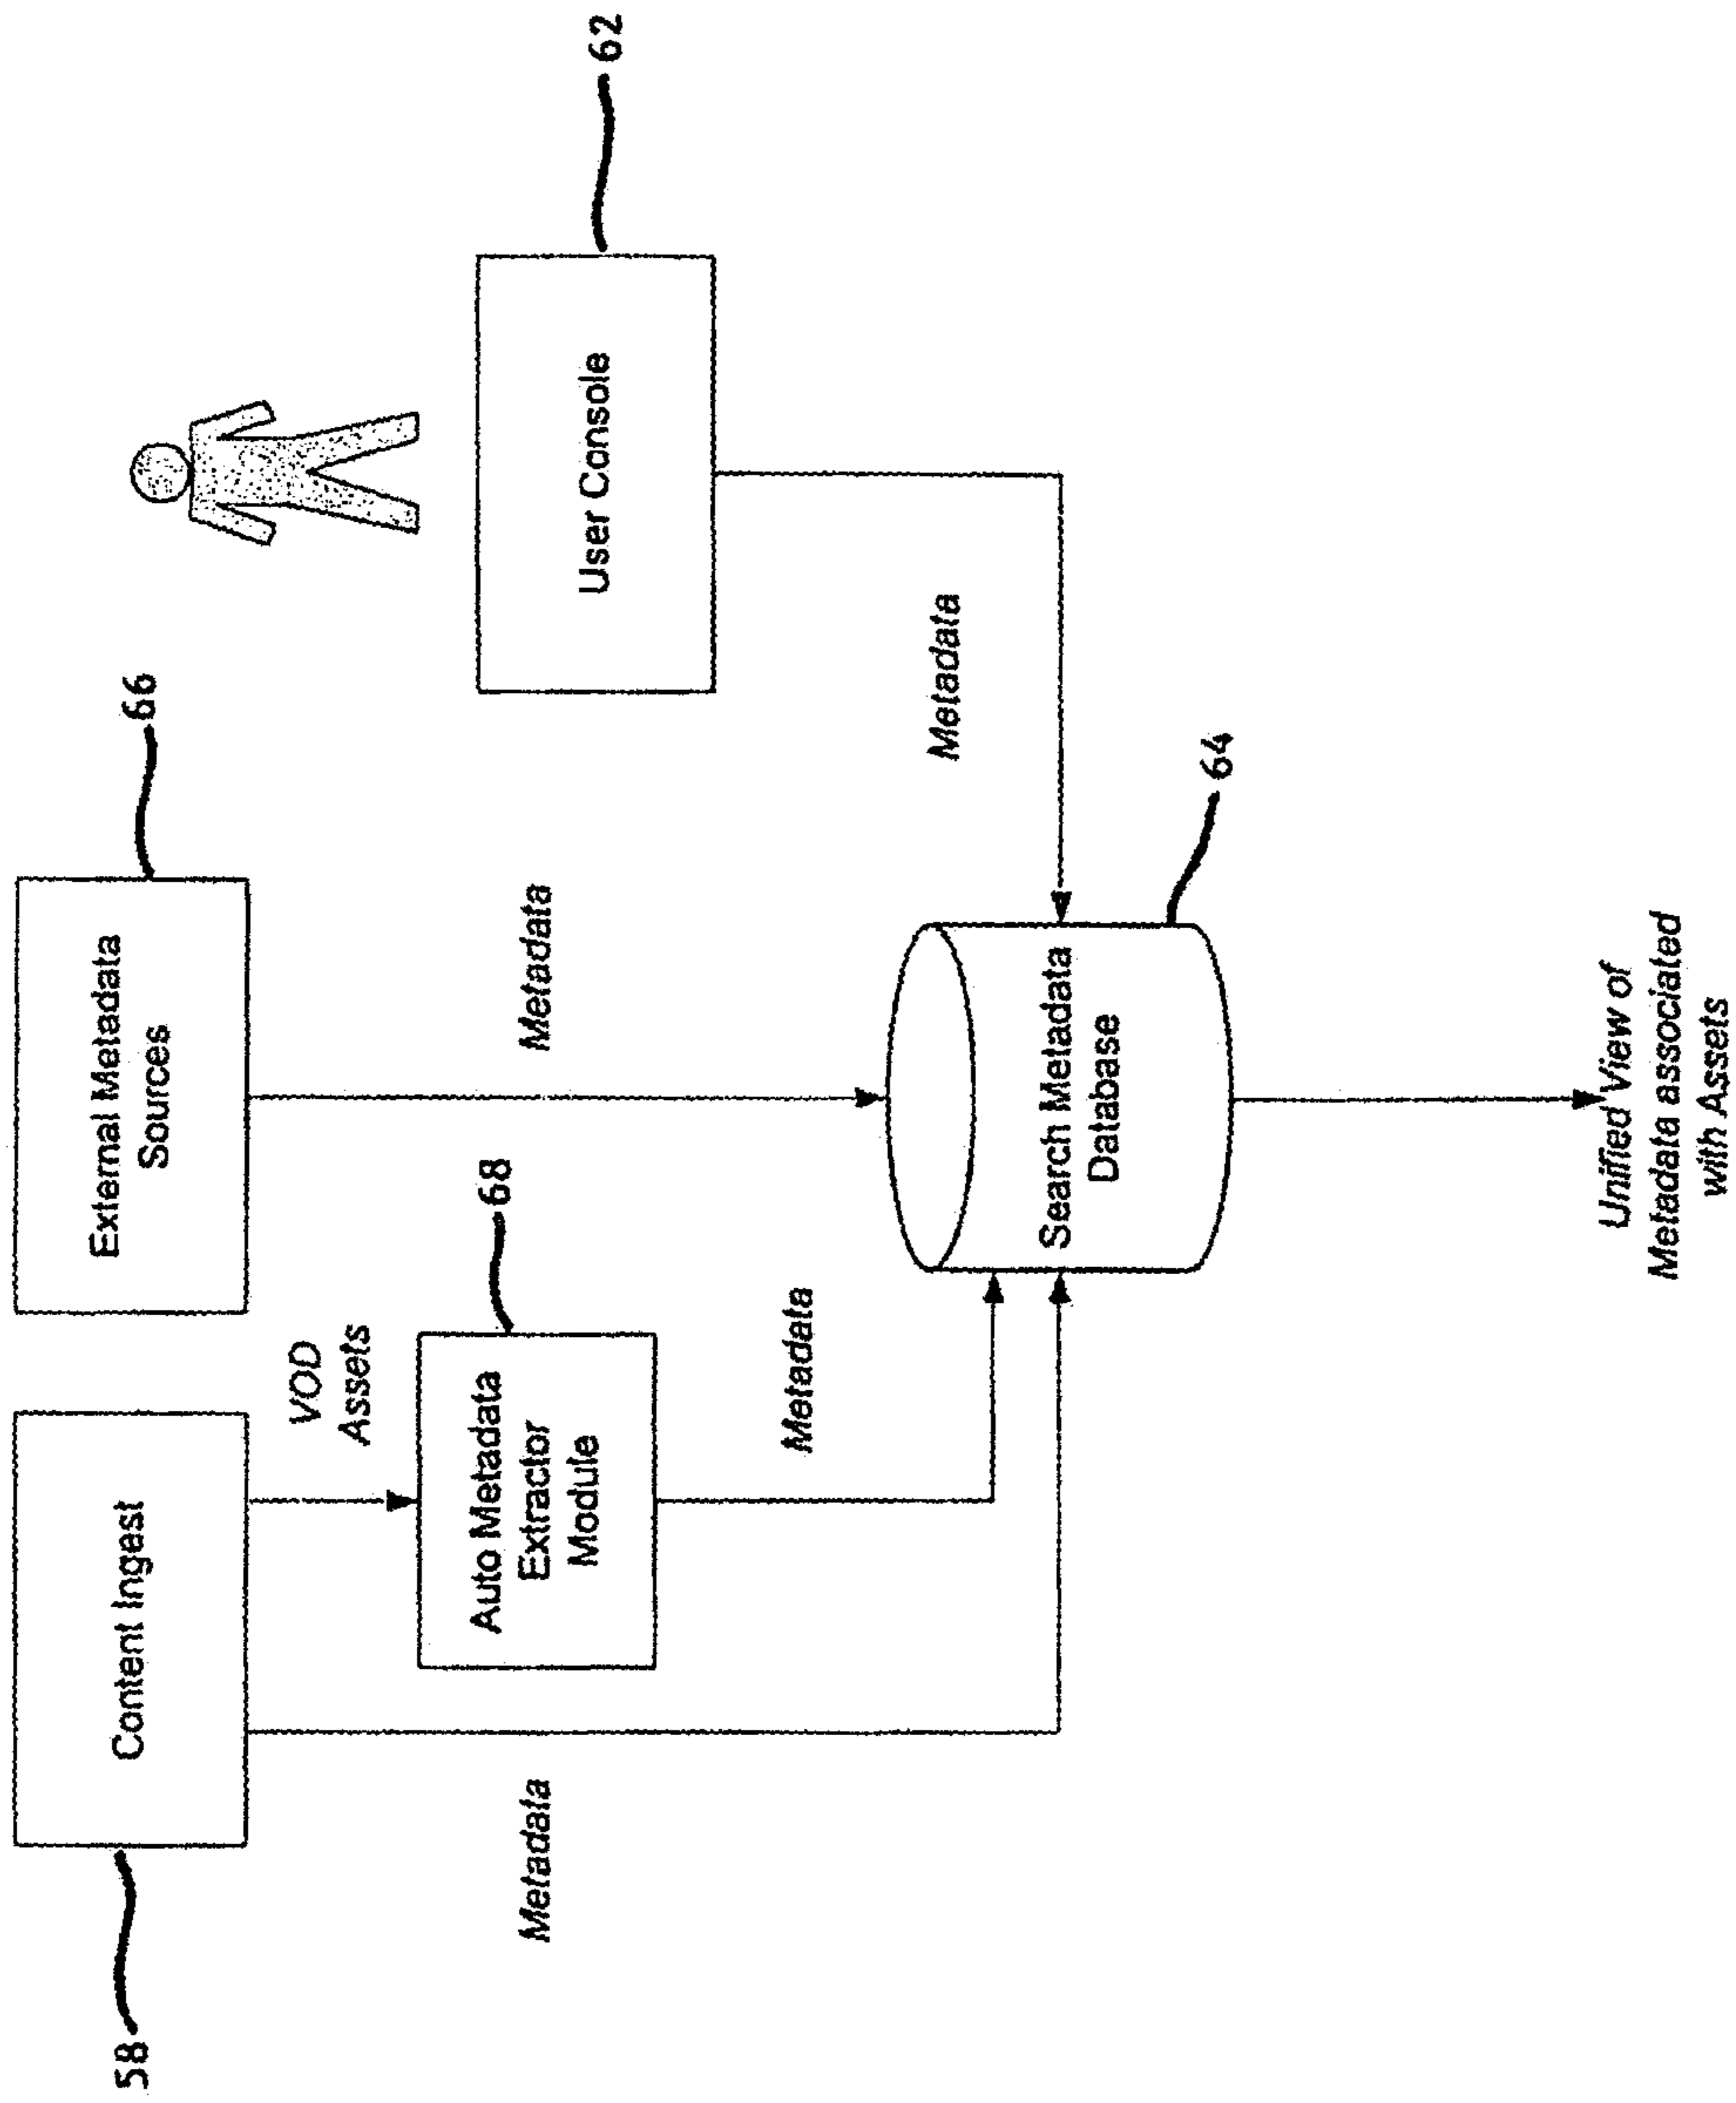 58
Content Ingest
Metadata
VOD
Assets
Auto Metadata
Extractor
Module
68
Metadata
External Metadata
Sources
66
Metadata
User Console
62
Metadata
Search Metadata
Database
64
Unified View of
Metadata associated
with Assets